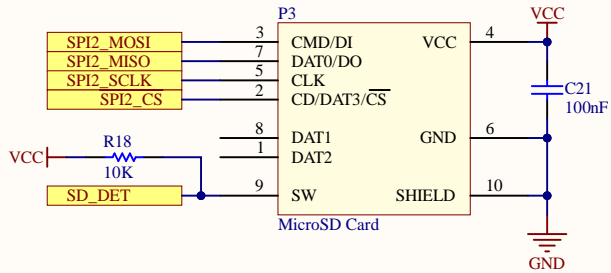 P3
VCC
SPI2_MOSI 3 CMD/DI VCC 4
SPI2_MISO 7 DAT0/DO
SPI2_SCLK 5 CLK
SPI2_CS 2 CD/DAT3/CS
C21
100nF
8 DAT1 GND 6
R18
VCC 1 DAT2
10K
SD_DET 9 SW SHIELD 10
MicroSD Card
GND